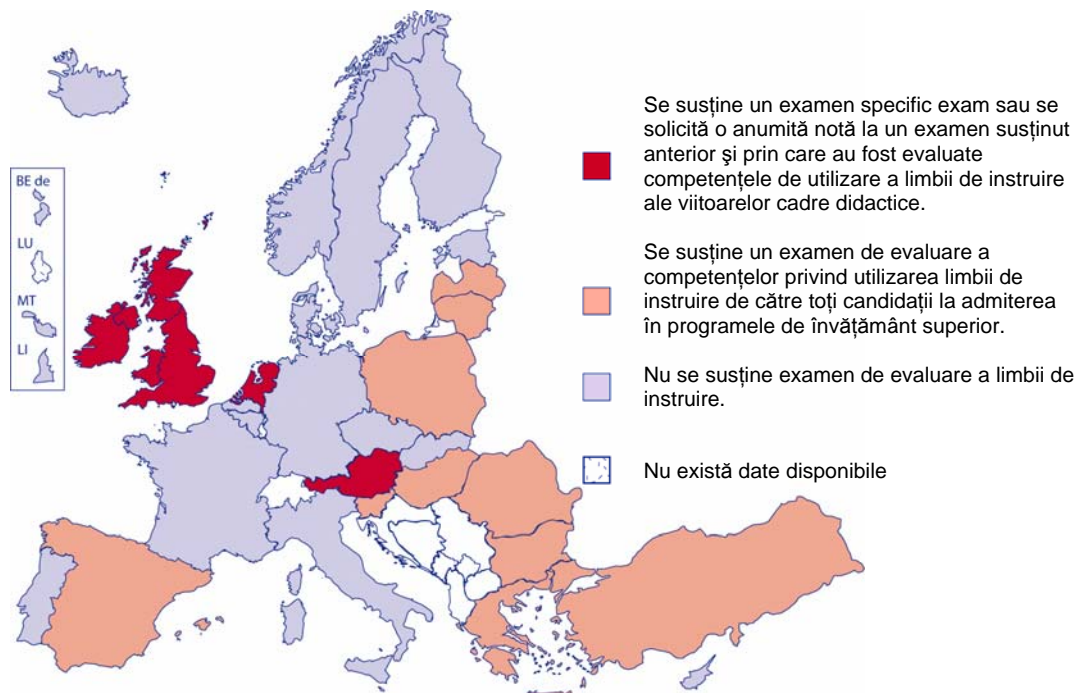 BE de
LU
MT
LI
Se susține un examen specific exam sau se
solicită o anumită notă la un examen susținut
anterior şi prin care au fost evaluate
competențele de utilizare a limbii de instruire
ale viitoarelor cadre didactice.
Se susține un examen de evaluare a
competențelor privind utilizarea limbii de
instruire de către toți candidații la admiterea
în programele de învățământ superior.
Nu se susține examen de evaluare a limbii de
instruire.
Nu există date disponibile